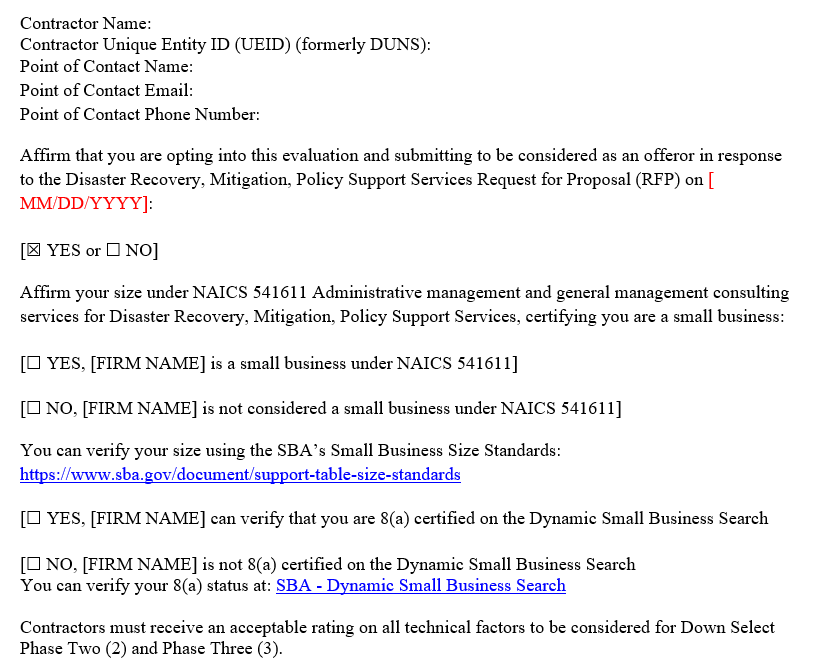 Contractor Name:
Contractor Unique Entity ID (UEID) (formerly DUNS):
Point of Contact Name:
Point of Contact Email:
Point of Contact Phone Number:
Affirm that you are opting into this evaluation and submitting to be considered as an offeror in response
to the Disaster Recovery, Mitigation, Policy Support Services Request for Proposal (RFP) on [
MM/DD/YYYY]:
[☒ YES or ☐ NO]
Affirm your size under NAICS 541611 Administrative management and general management consulting
services for Disaster Recovery, Mitigation, Policy Support Services, certifying you are a small business:
[☐ YES, [FIRM NAME] is a small business under NAICS 541611]
[☐ NO, [FIRM NAME] is not considered a small business under NAICS 541611]
You can verify your size using the SBA’s Small Business Size Standards:
https://www.sba.gov/document/support-table-size-standards
[☐ YES, [FIRM NAME] can verify that you are 8(a) certified on the Dynamic Small Business Search
[☐ NO, [FIRM NAME] is not 8(a) certified on the Dynamic Small Business Search
You can verify your 8(a) status at: SBA - Dynamic Small Business Search
Contractors must receive an acceptable rating on all technical factors to be considered for Down Select
Phase Two (2) and Phase Three (3).